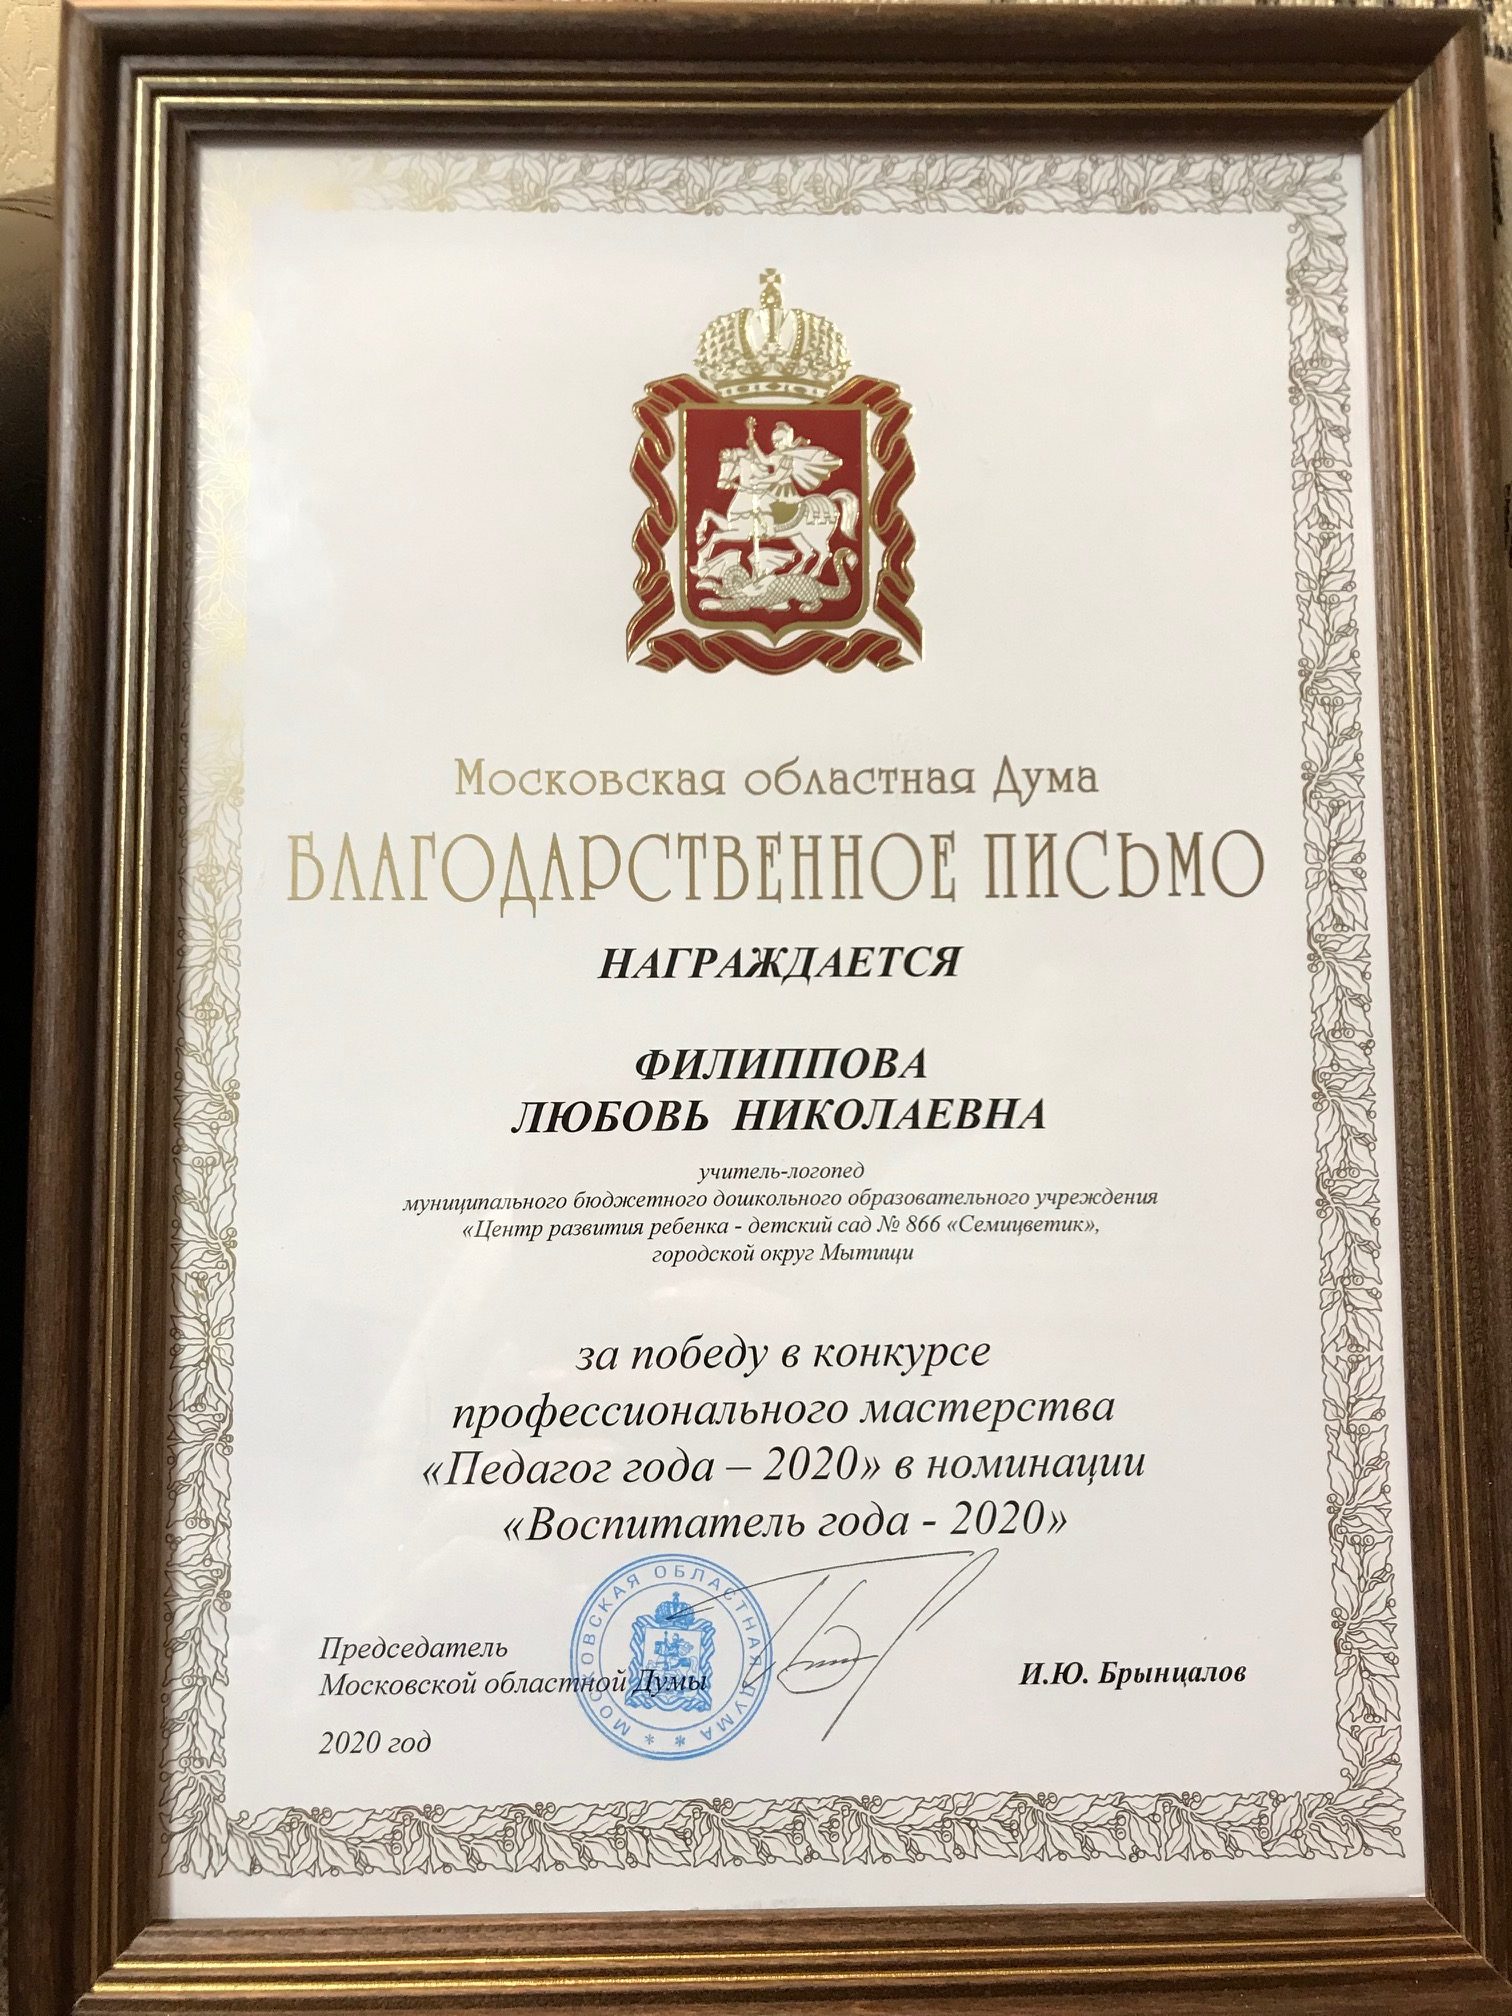 Московская областная Дума
БЛАГОДАРСТВЕННОЕ ПИСЬМО
НАГРАЖДАЕТСЯ
ФИЛИППОВА
ЛЮБОВЬ НИКОЛАЕВНА
учитель-логопед
муниципального бюджетного дошкольного образовательного учреждения
«Центр развития ребенка - детский сад № 866 «Семицветик»,
городской округ Мытищи
за победу в конкурсе
профессионального мастерства
«Педагог года – 2020» в номинации
«Воспитатель года - 2020»
Председатель
Московской областной Думы
И.Ю. Брынцалов
2020 год
* МОСКОВСКАЯ ОБЛАСТНАЯ ДУМА *